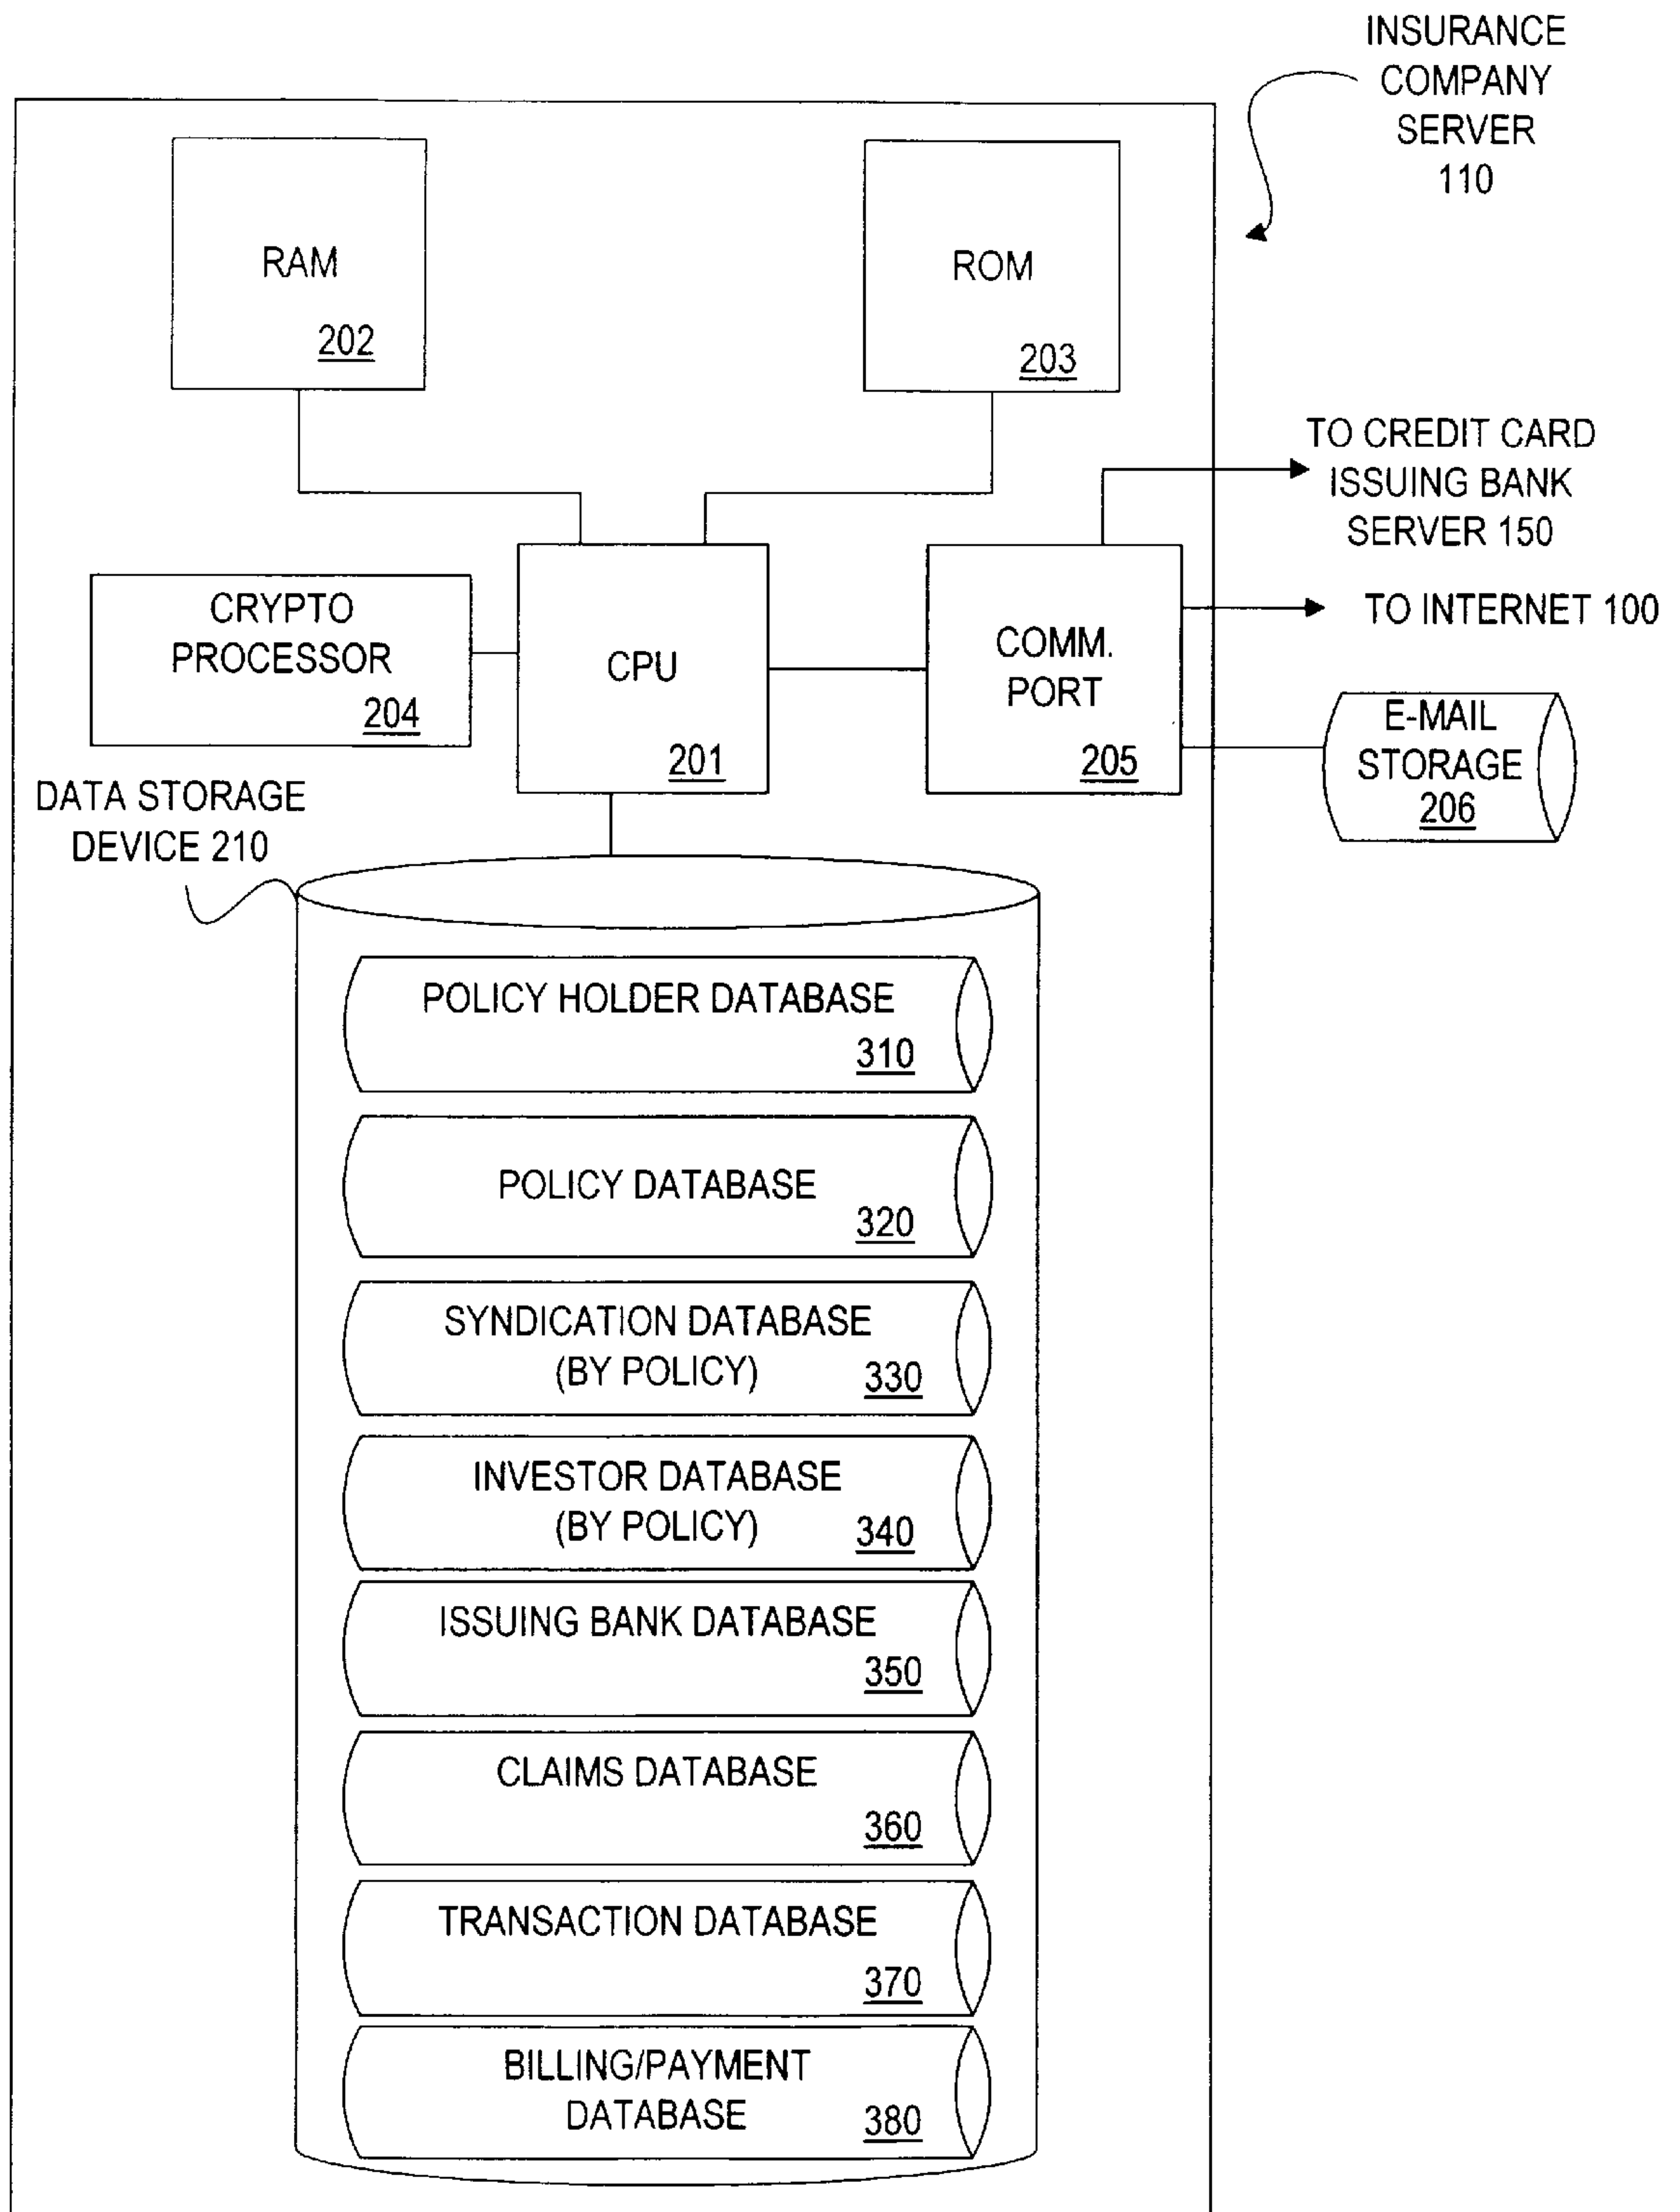 INSURANCE
COMPANY
SERVER
110
RAM
202
ROM
203
TO CREDIT CARD
ISSUING BANK
SERVER 150
TO INTERNET 100
CRYPTO
PROCESSOR
204
CPU
201
COMM.
PORT
205
E-MAIL
STORAGE
206
DATA STORAGE
DEVICE 210
POLICY HOLDER DATABASE
310
POLICY DATABASE
320
SYNDICATION DATABASE
(BY POLICY)
330
INVESTOR DATABASE
(BY POLICY)
340
ISSUING BANK DATABASE
350
CLAIMS DATABASE
360
TRANSACTION DATABASE
370
BILLING/PAYMENT
DATABASE
380